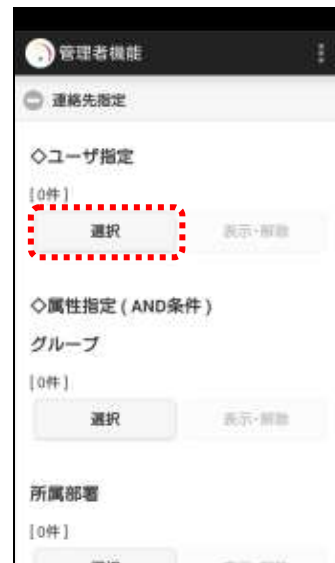 管理者機能
連絡先指定
◇ユーザ指定
[0件]
選択 表示・解除
◇属性指定 ( AND条件 )
グループ
[0件]
選択 表示・解除
所属部署
[0件]